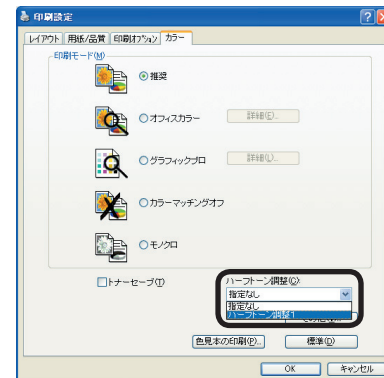 印刷設定
レイアウト 用紙/品質 印刷オプション カラー
印刷モード(M)
推奨
オフィスカラー 詳細(E)...
グラフィックプロ 詳細(L)...
カラーマッチングオフ
モノクロ
トナーセーブ(T) ハーフトーン調整(C)
指定なし
指定なし
ハーフトーン調整1
色見本の印刷(P)... 標準(D)
OK キャンセル